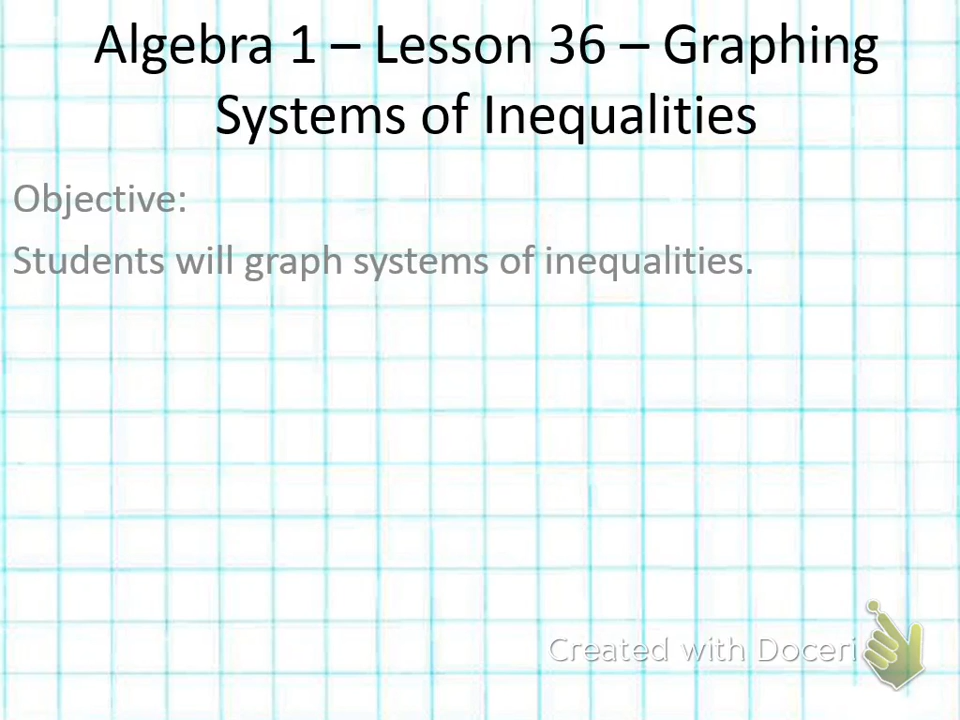 Algebra 1 – Lesson 36 – Graphing
Systems of Inequalities
Objective:
Students will graph systems of inequalities.
Created with Doceri